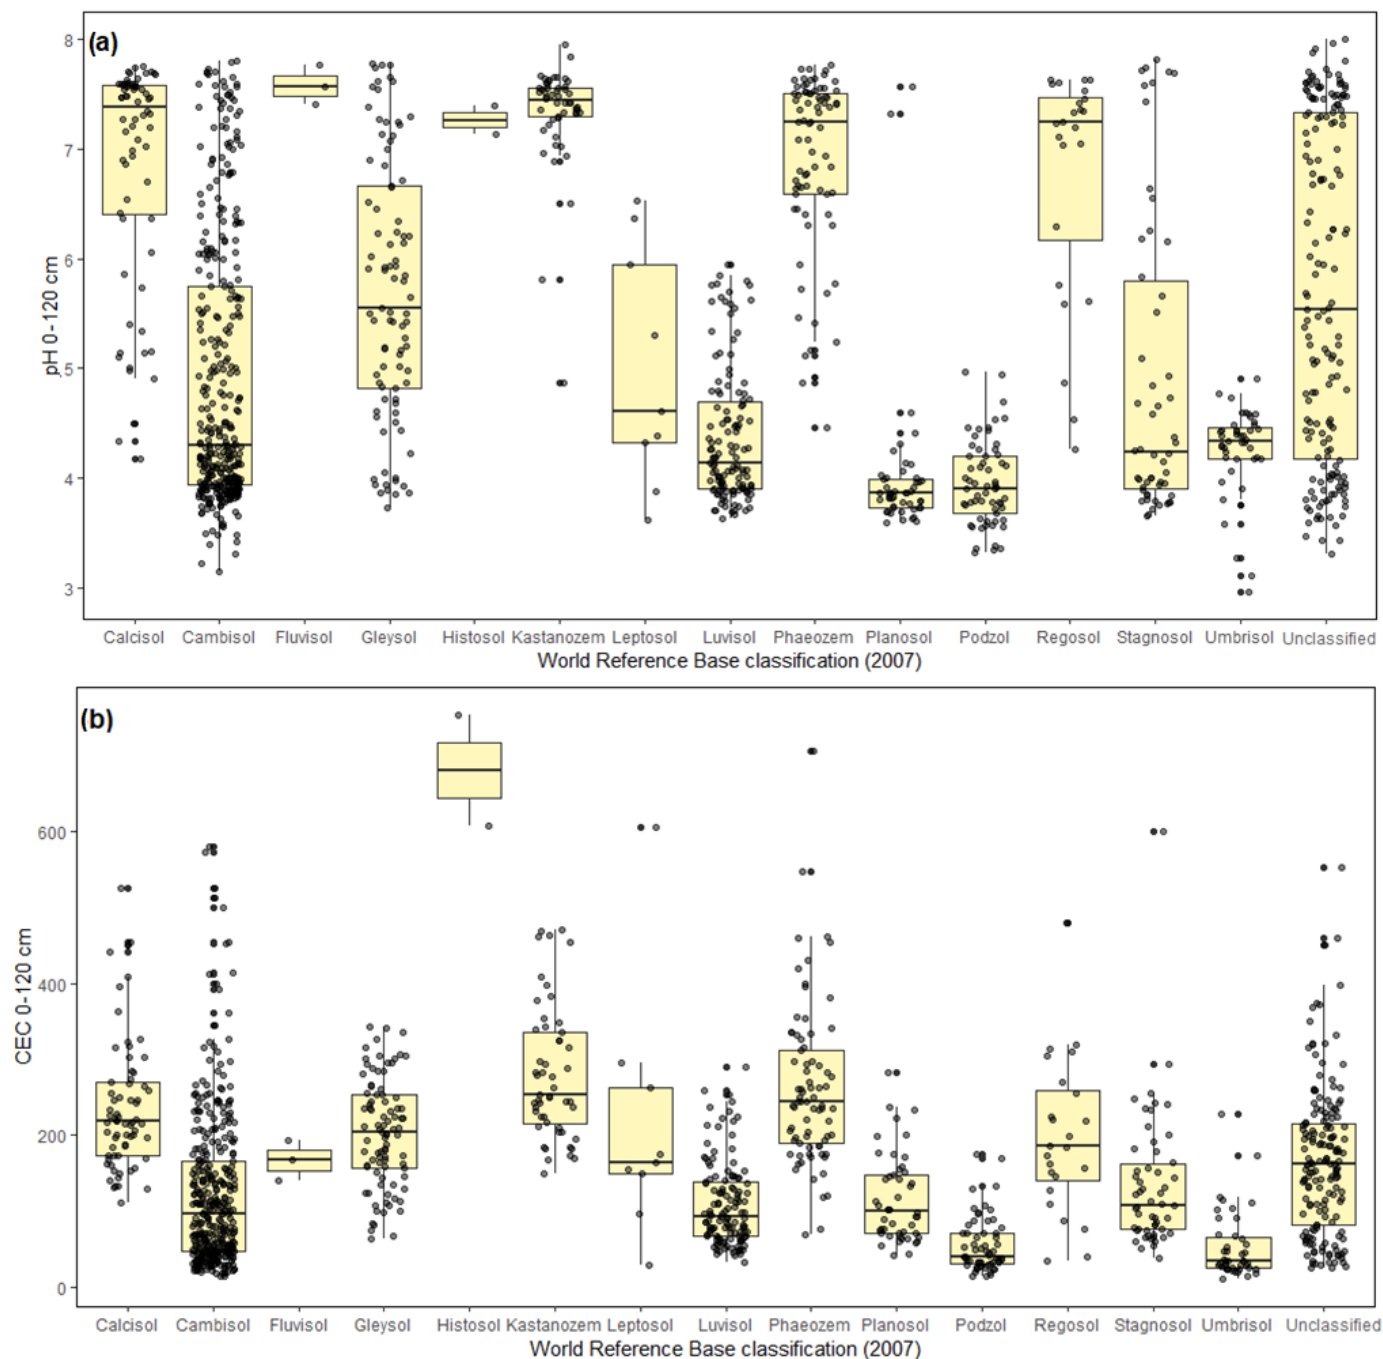 (a)
8
7
6
5
4
3
pH 0-120 cm
Calcisol Cambisol Fluvisol Gleysol Histosol Kastanozem Leptosol Luvisol Phaeozem Planosol Podzol Regosol Stagnosol Umbrisol Unclassified
World Reference Base classification (2007)
(b)
600
400
200
0
CEC 0-120 cm
Calcisol Cambisol Fluvisol Gleysol Histosol Kastanozem Leptosol Luvisol Phaeozem Planosol Podzol Regosol Stagnosol Umbrisol Unclassified
World Reference Base classification (2007)